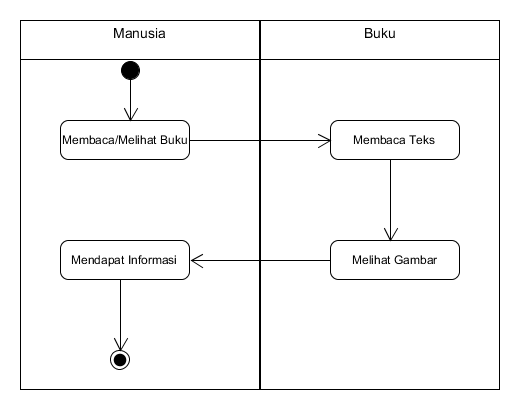 Manusia
Buku
Membaca/Melihat Buku
Membaca Teks
Mendapat Informasi
Melihat Gambar